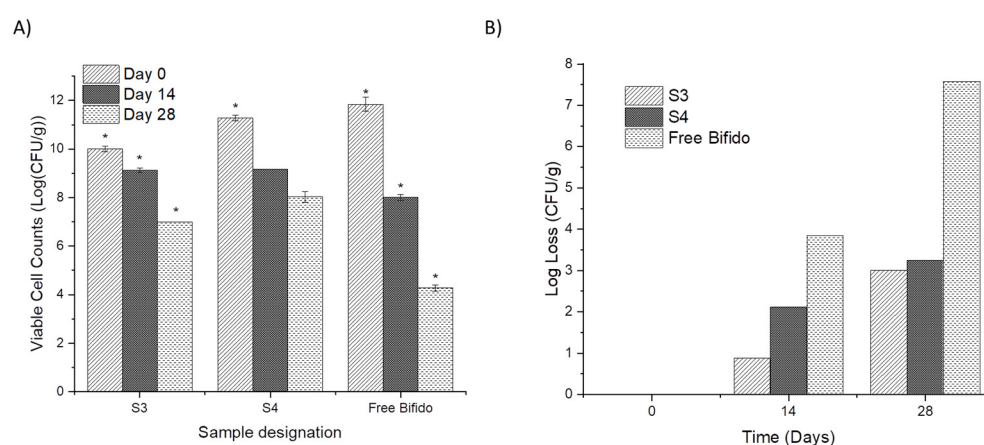 A)
Day 0
Day 14
Day 28
Viable Cell Counts (Log(CFU/g))
12
10
8
6
4
2
0
* * *
* * *
* *
S3 S4 Free Bifido
Sample designation
B)
S3
S4
Free Bifido
Log Loss (CFU/g)
8
7
6
5
4
3
2
1
0
0 14 28
Time (Days)